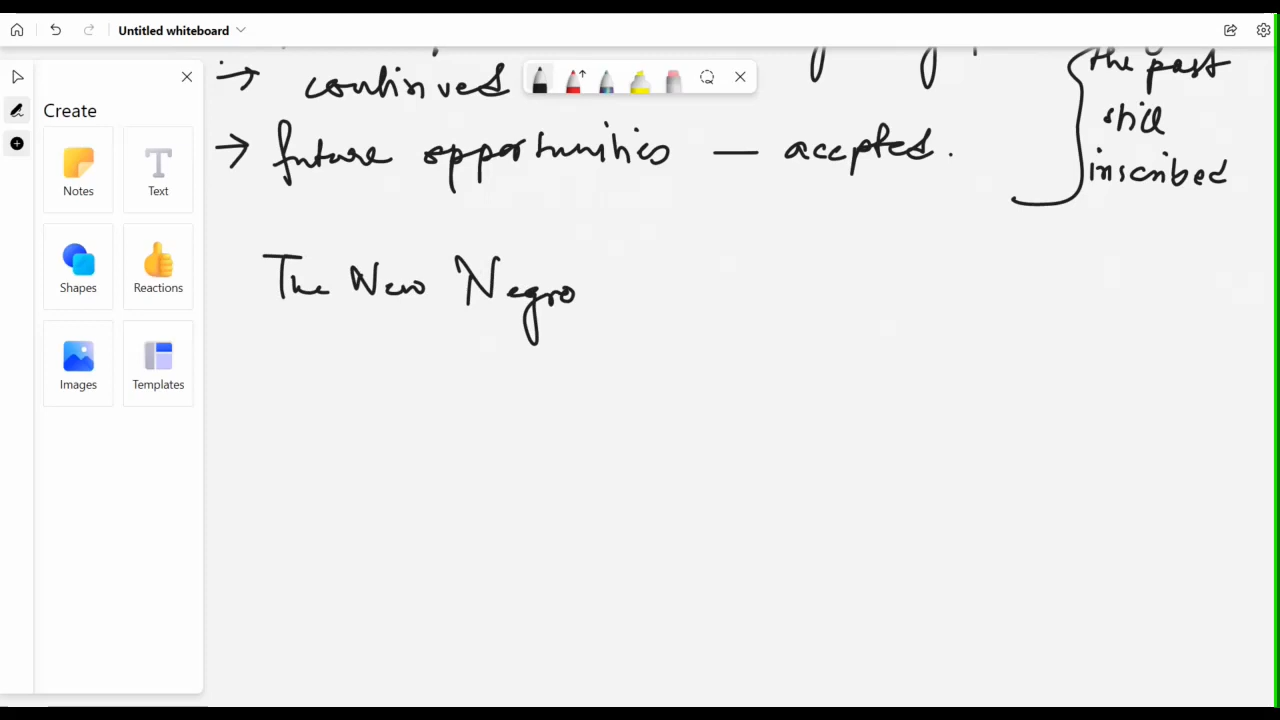 Untitled whiteboard
Create
Notes
Text
Shapes
Reactions
Images
Templates
→ continued
→ future opportunities — accepted.
the past
still
inscribed
The New Negro